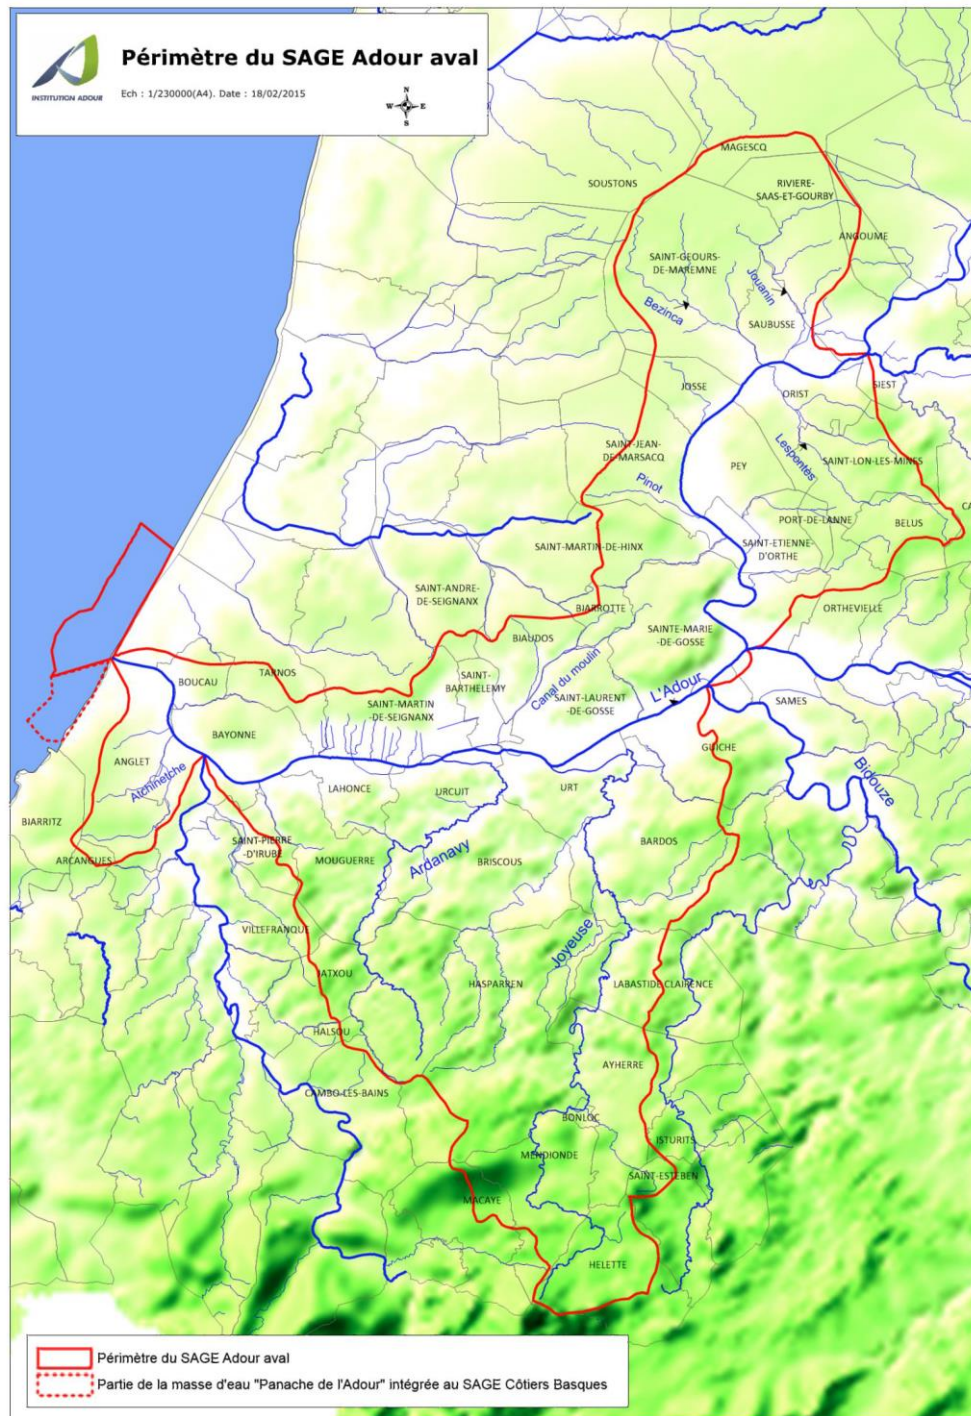 Périmètre du SAGE Adour aval
INSTITUTION ADOUR
Ech : 1/230000(A4). Date : 18/02/2015
N
W E
S
MAGESCQ
SOUSTONS
RIVIERE-
SAAS-ET-GOURBY
ANGOUME
SAINT-GEOURS-
DE-MAREMNE
Jouanin
Bezinca
SAUBUSSE
JOSSE
ORIST
SIEST
SAINT-JEAN-
DE-MARSACQ
Lespontès
SAINT-LON-LES-MINES
PEY
Pinot
CA
PORT-DE-LANNE
BELUS
SAINT-ETIENNE-
D'ORTHE
SAINT-MARTIN-DE-HINX
SAINT-ANDRE-
DE-SEIGNANX
BIARROTTE
ORTHEVIELLE
SAINTE-MARIE
-DE-GOSSE
BIAUDOS
TARNOS
BOUCAU
SAINT-
BARTHELEMY
Canal du moulin
SAINT-LAURENT
-DE-GOSSE
L'Adour
SAMES
SAINT-MARTIN
-DE-SEIGNANX
BAYONNE
GUICHE
ANGLET
Atchinetche
Bidouze
LAHONCE
URCUIT
URT
BIARRITZ
SAINT-PIERRE
-D'IRUBE
BARDOS
ARCANGUES
MOUGUERRE
Ardanavy
BRISCOUS
VILLEFRANQUE
Joyeuse
JATXOU
HASPARREN
LABASTIDE-CLAIRENCE
HALSOU
AYHERRE
CAMBO-LES-BAINS
BONLOC
ISTURITS
MENDIONDE
SAINT-ESTEBEN
MACAYE
HELETTE
Périmètre du SAGE Adour aval
Partie de la masse d'eau "Panache de l'Adour" intégrée au SAGE Côtiers Basques